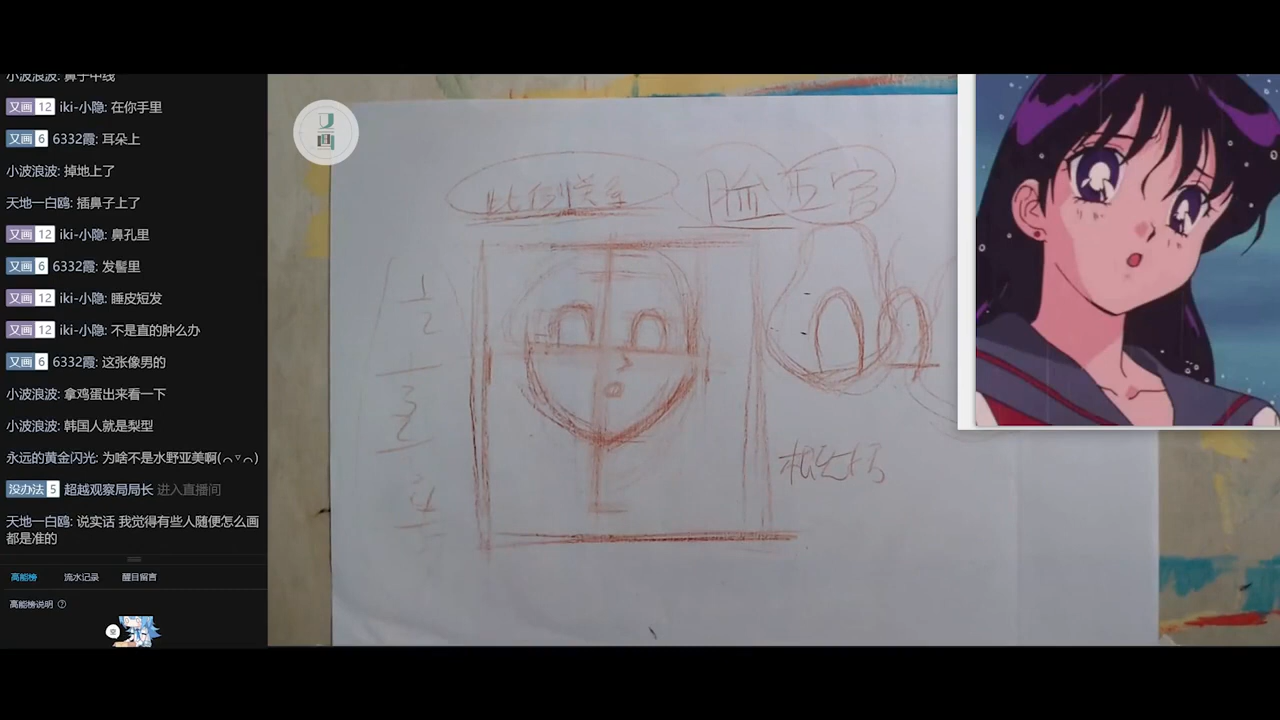 小波浪波: 鼻子中线
又画 12 iki-小隐: 在你手里
又画 6 6332霞: 耳朵上
小波浪波: 掉地上了
天地一白鸥: 插鼻子上了
又画 12 iki-小隐: 鼻孔里
又画 6 6332霞: 发髻里
又画 12 iki-小隐: 睡皮短发
又画 12 iki-小隐: 不是直的肿么办
又画 6 6332霞: 这张像男的
小波浪波: 拿鸡蛋出来看一下
小波浪波: 韩国人就是梨型
永远的黄金闪光: 为啥不是水野亚美啊(⌒▿⌒)
没办法 5 超越观察局局长 进入直播间
天地一白鸥: 说实话 我觉得有些人随便怎么画
都是准的
高能榜 流水记录 醒目留言
高能榜说明 ?
比例关系 脸 五官